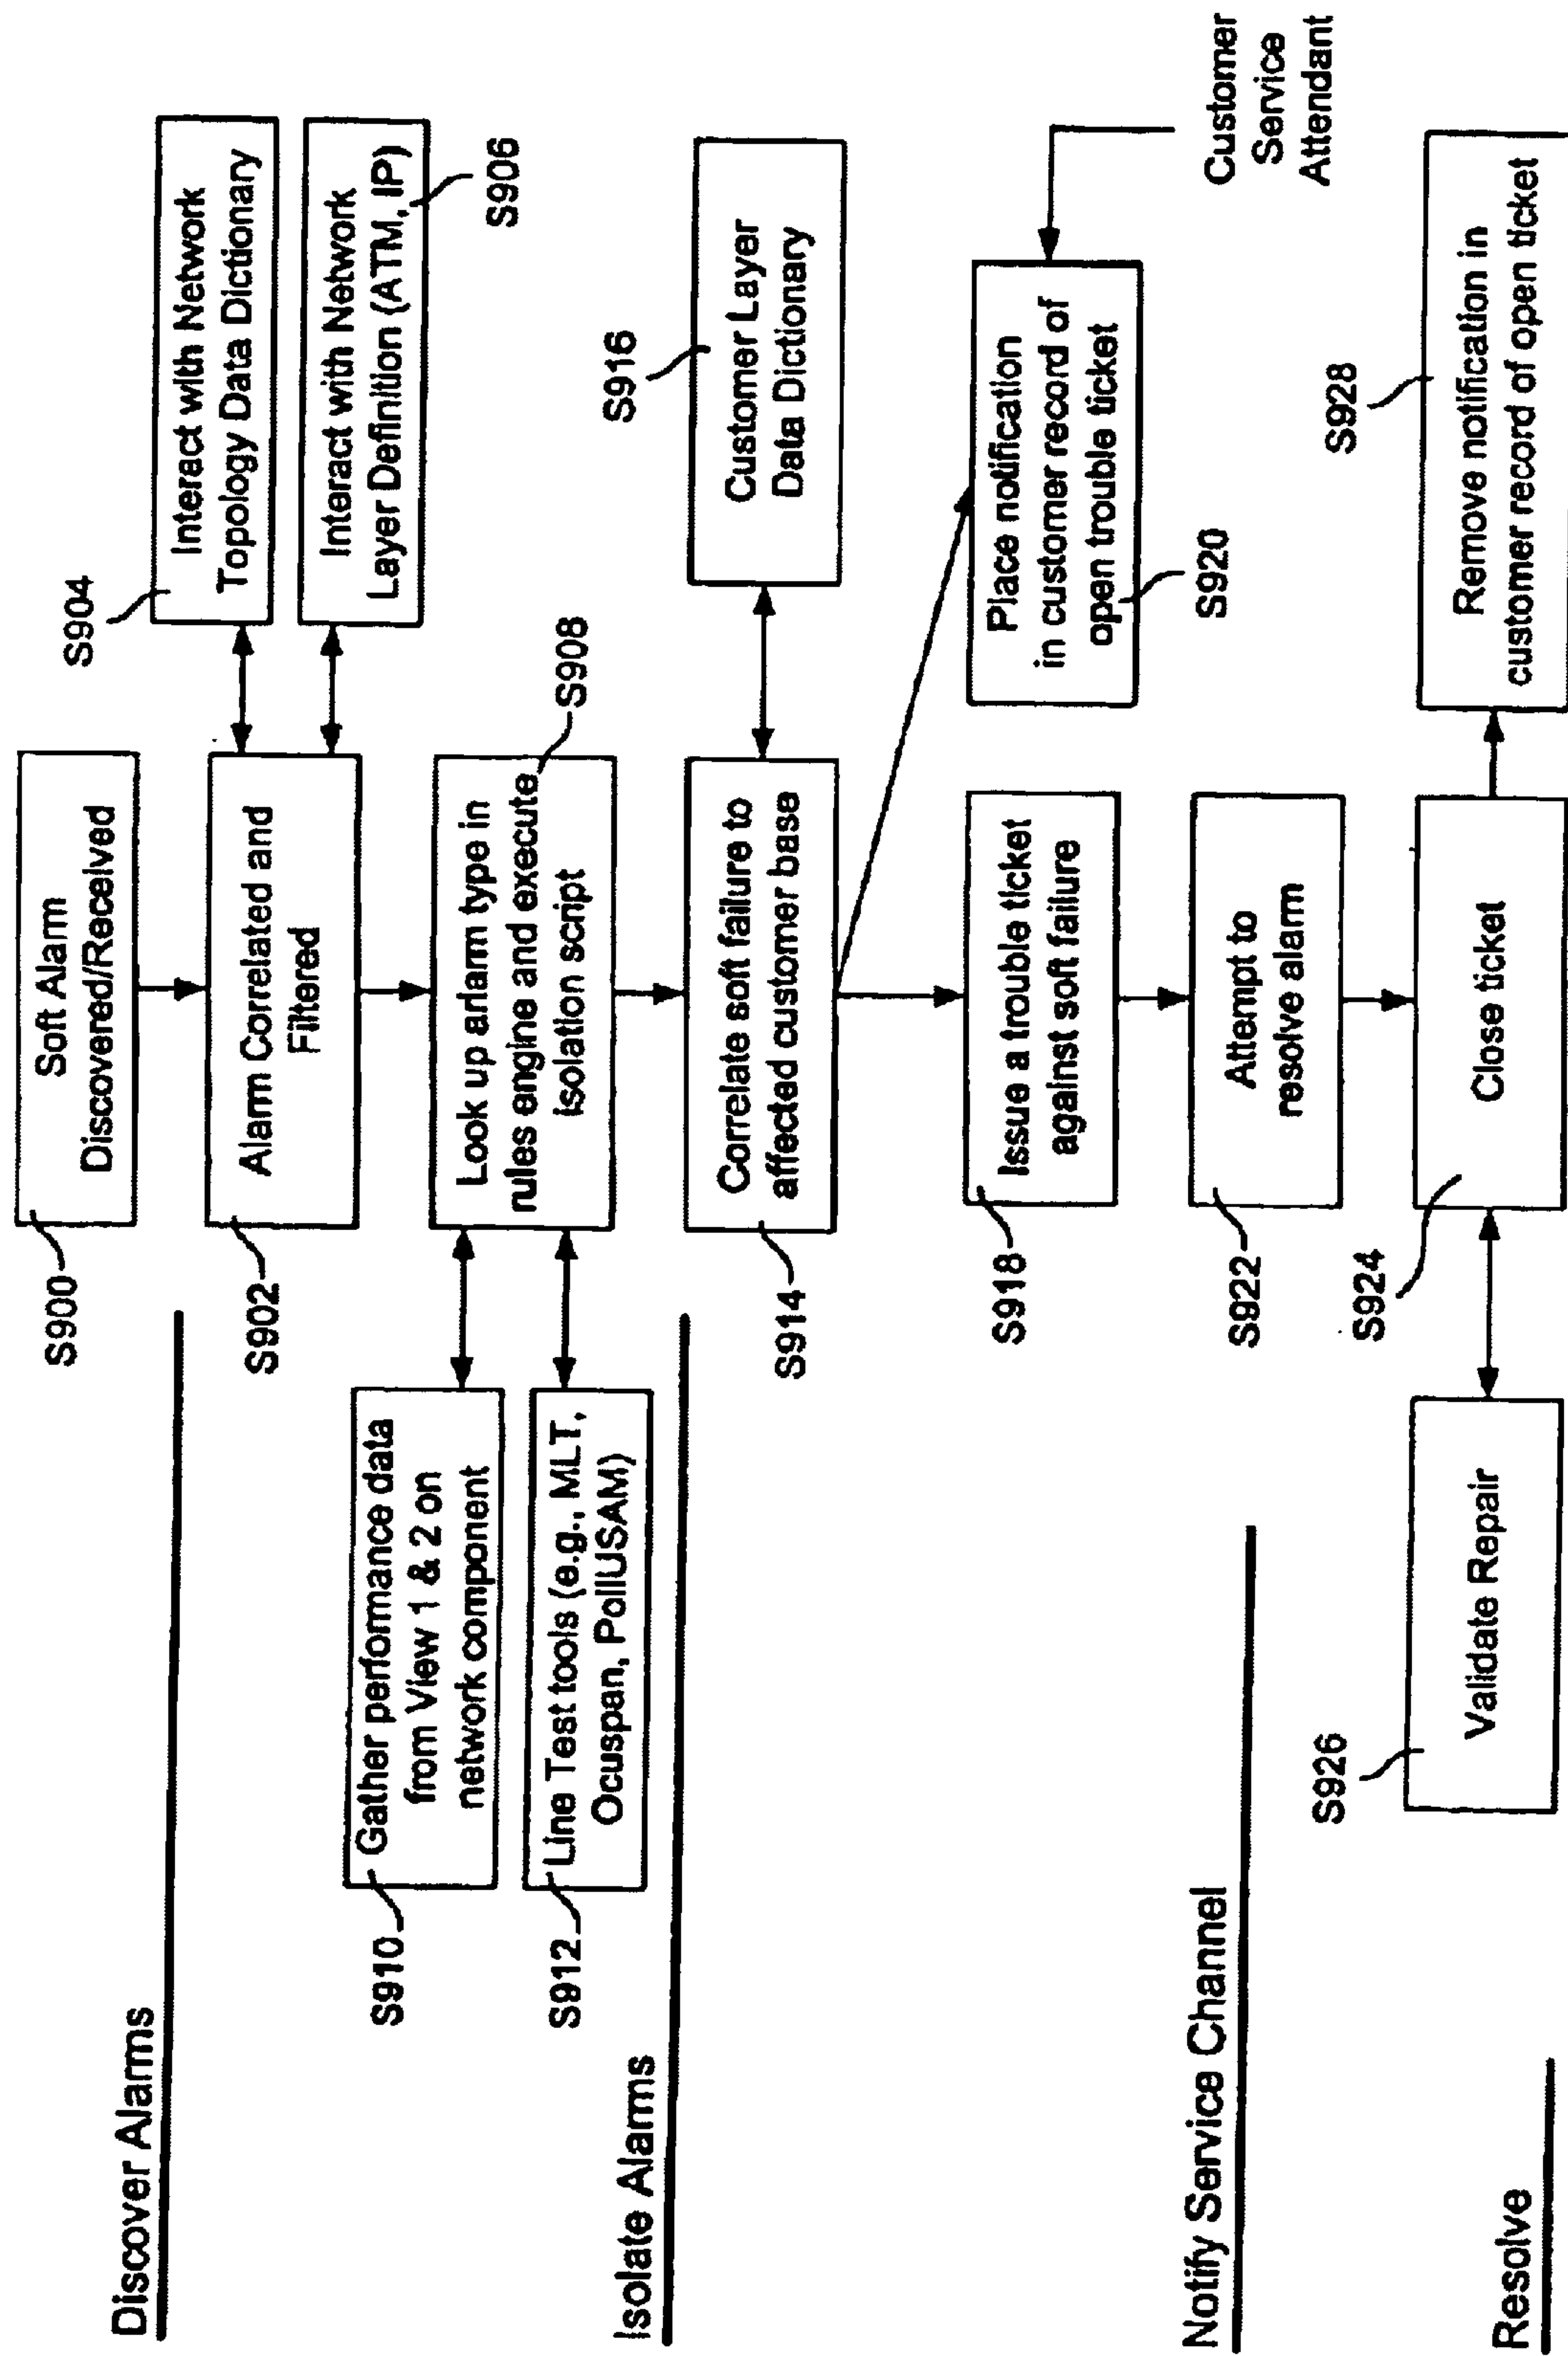 S900
Soft Alarm
Discovered/Received
Discover Alarms
S902
Alarm Correlated and
Filtered
S904
Interact with Network
Topology Data Dictionary
Interact with Network
Layer Definition (ATM, IP)
S906
Look up arlarm type in
rules engine and execute
isolation script
S908
S910
Gather performance data
from View 1 & 2 on
network component
S912
Line Test tools (e.g., MLT,
Ocuspan, PollUSAM)
Isolate Alarms
S914
Correlate soft failure to
affected customer base
S916
Customer Layer
Data Dictionary
S918
Issue a trouble ticket
against soft failure
Place notification
in customer record of
open trouble ticket
S920
Customer
Service
Attendant
Notify Service Channel
S922
Attempt to
resolve alarm
S924
Close ticket
S926
Validate Repair
S928
Remove notification in
customer record of open ticket
Resolve